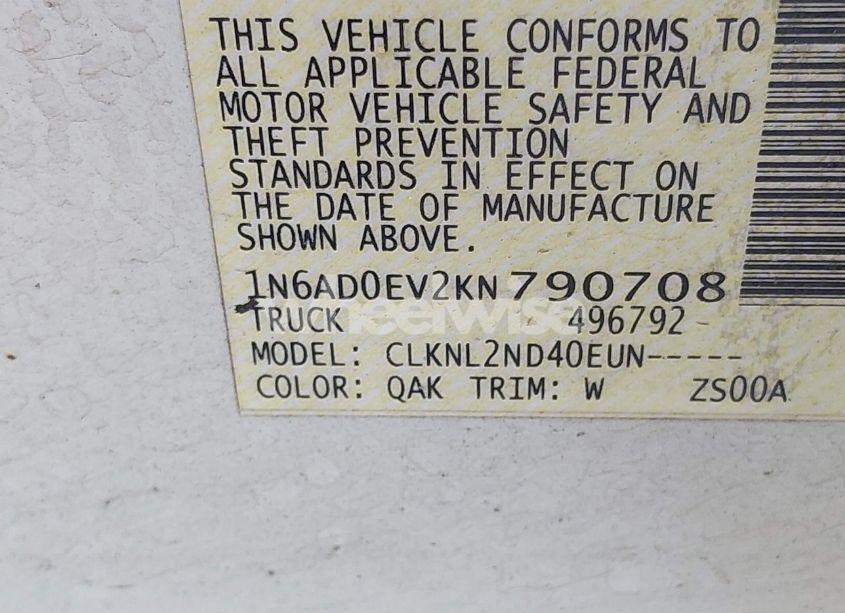 THIS VEHICLE CONFORMS TO
ALL APPLICABLE FEDERAL
MOTOR VEHICLE SAFETY AND
THEFT PREVENTION
STANDARDS IN EFFECT ON
THE DATE OF MANUFACTURE
SHOWN ABOVE.
1N6AD0EV2KN790708
TRUCK 496792
MODEL: CLKNL2ND40EUN-----
COLOR: QAK TRIM: W ZS00A